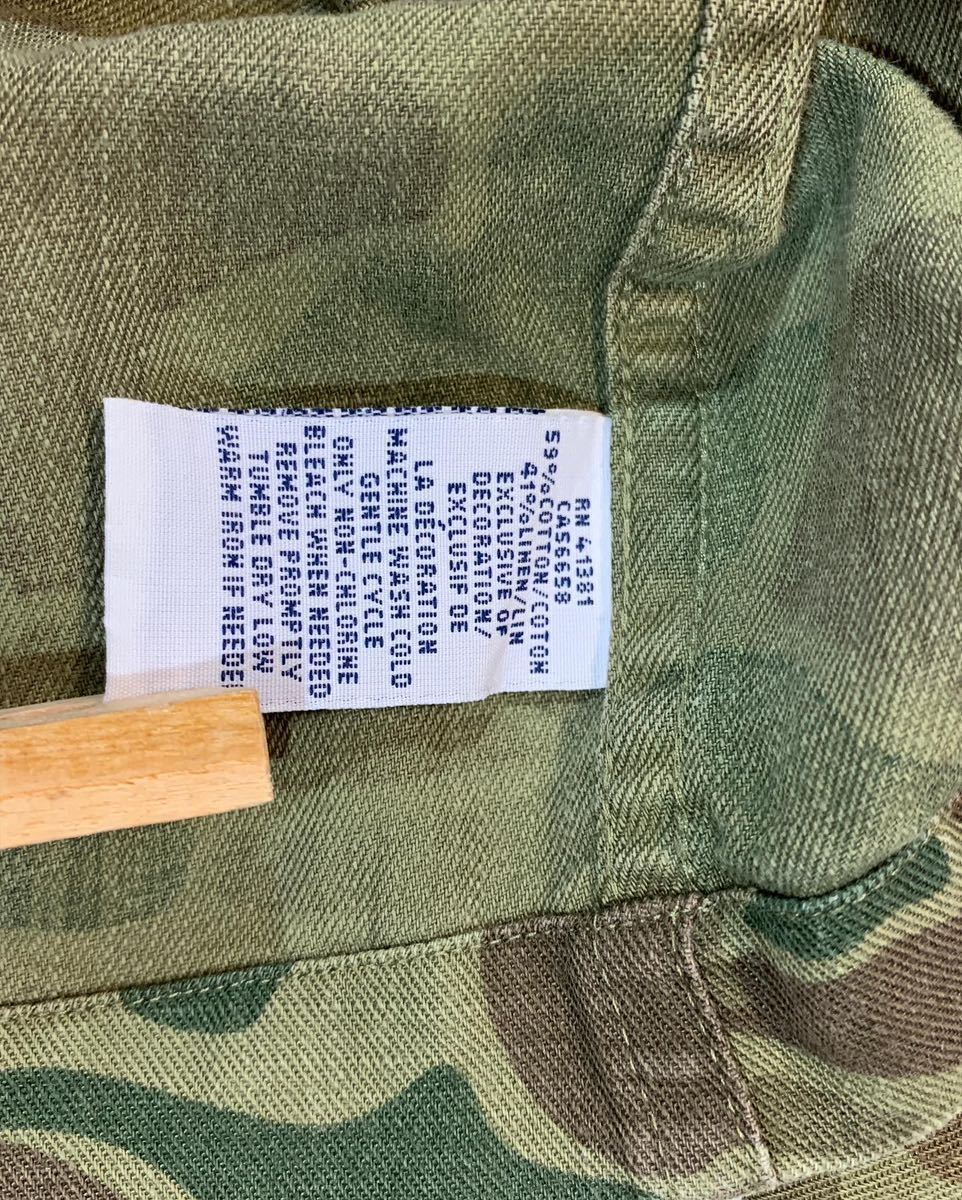 RN 41381
CA56658
59%COTTON/COTON
41%LINEN/LIN
EXCLUSIVE OF
DECORATION/
EXCLUSIF DE
LA DÉCORATION
MACHINE WASH COLD
GENTLE CYCLE
ONLY NON-CHLORINE
BLEACH WHEN NEEDED
REMOVE PROMPTLY
TUMBLE DRY LOW
WARM IRON IF NEEDED